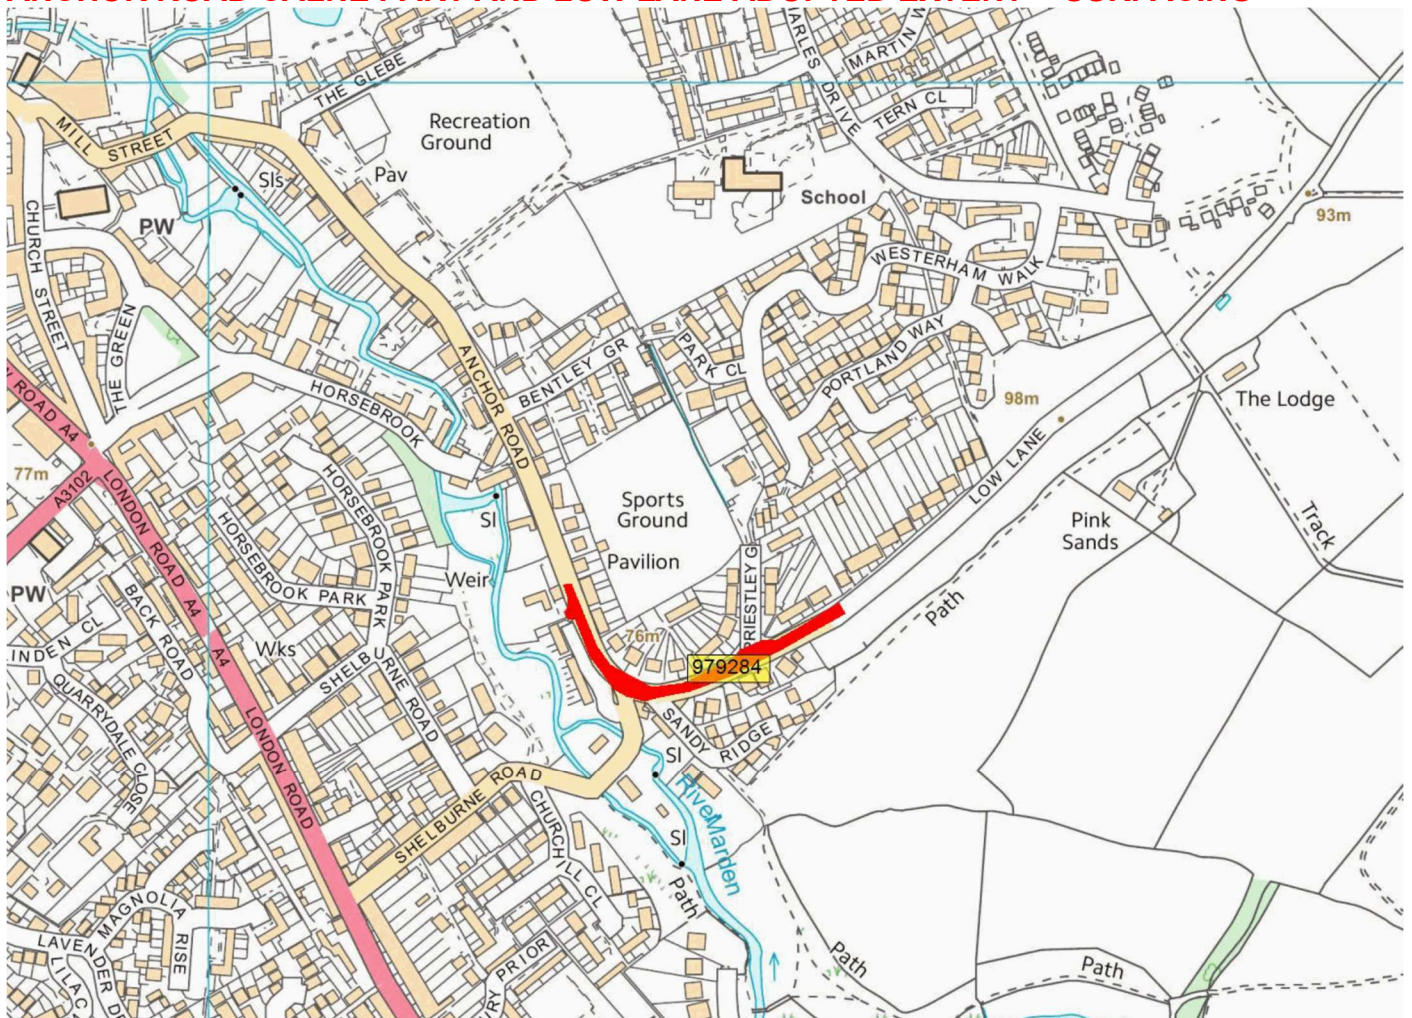 THE GLEBE
MARTIN W
DRIVE
TERN CL
Recreation
Ground
MILL STREET
Sls
Pav
School
PW
93m
CHURCH STREET
WESTERHAM WALK
THE GREEN
ANCHOR ROAD
BENTLEY GR
PARK CL
PORTLAND WAY
HORSEBROOK
98m
The Lodge
ROAD A4
77m
A3102
LONDON ROAD A4
HORSEBROOK PARK
Sl
Sports
Ground
LOW LANE
Pink
Sands
Track
HORSEBROOK PARK
Pavilion
Weir
PRIESTLEY G
Path
PW
BACK ROAD
A4
76m
979284
INDEN CL
Wks
SHELBURNE ROAD
QUARRYDALE CLOSE
LONDON ROAD
SANDY RIDGE
Sl
River Marden
SHELBURNE ROAD
CHURCHILL CL
Sl
Path
MAGNOLIA RISE
LAVENDER DR
LILAC
URY PRIOR
Path
Path